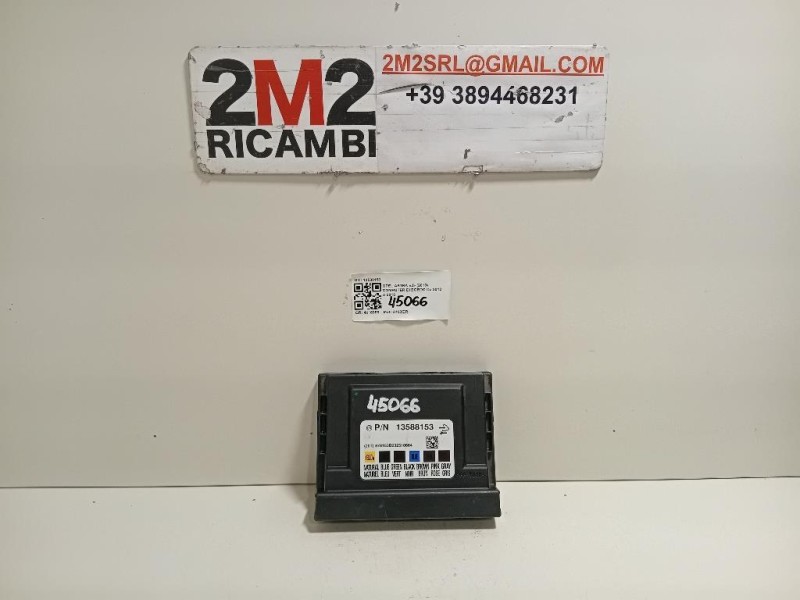 2M2
RICAMBI
2M2SRL@GMAIL.COM
+39 3894468231
r
45066
45066
P/N 13588153
NATURAL BLUE GREEN BLACK BROWN PINK GRAY
NATUREL BLEU VERT NOIR BRUN ROSE GRIS